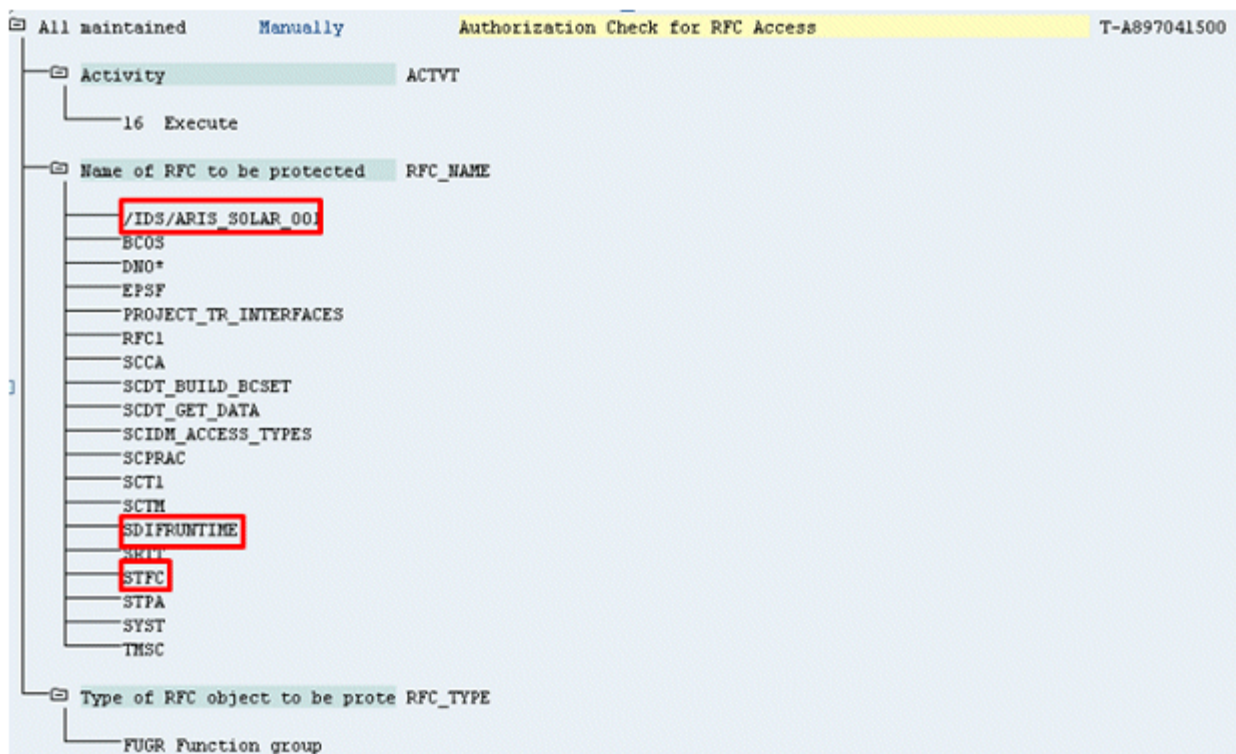 All maintained Manually Authorization Check for RFC Access T-A897041500
Activity ACTVT
16 Execute
Name of RFC to be protected RFC_NAME
/IDS/ARIS_SOLAR_001
BCOS
DNO*
EPSF
PROJECT_TR_INTERFACES
RFC1
SCCA
SCDT_BUILD_BCSET
SCDT_GET_DATA
SCIDM_ACCESS_TYPES
SCPRAC
SCT1
SCTM
SDIFRUNTIME
SRTT
STFC
STPA
SYST
TMSC
Type of RFC object to be prote RFC_TYPE
FUGR Function group